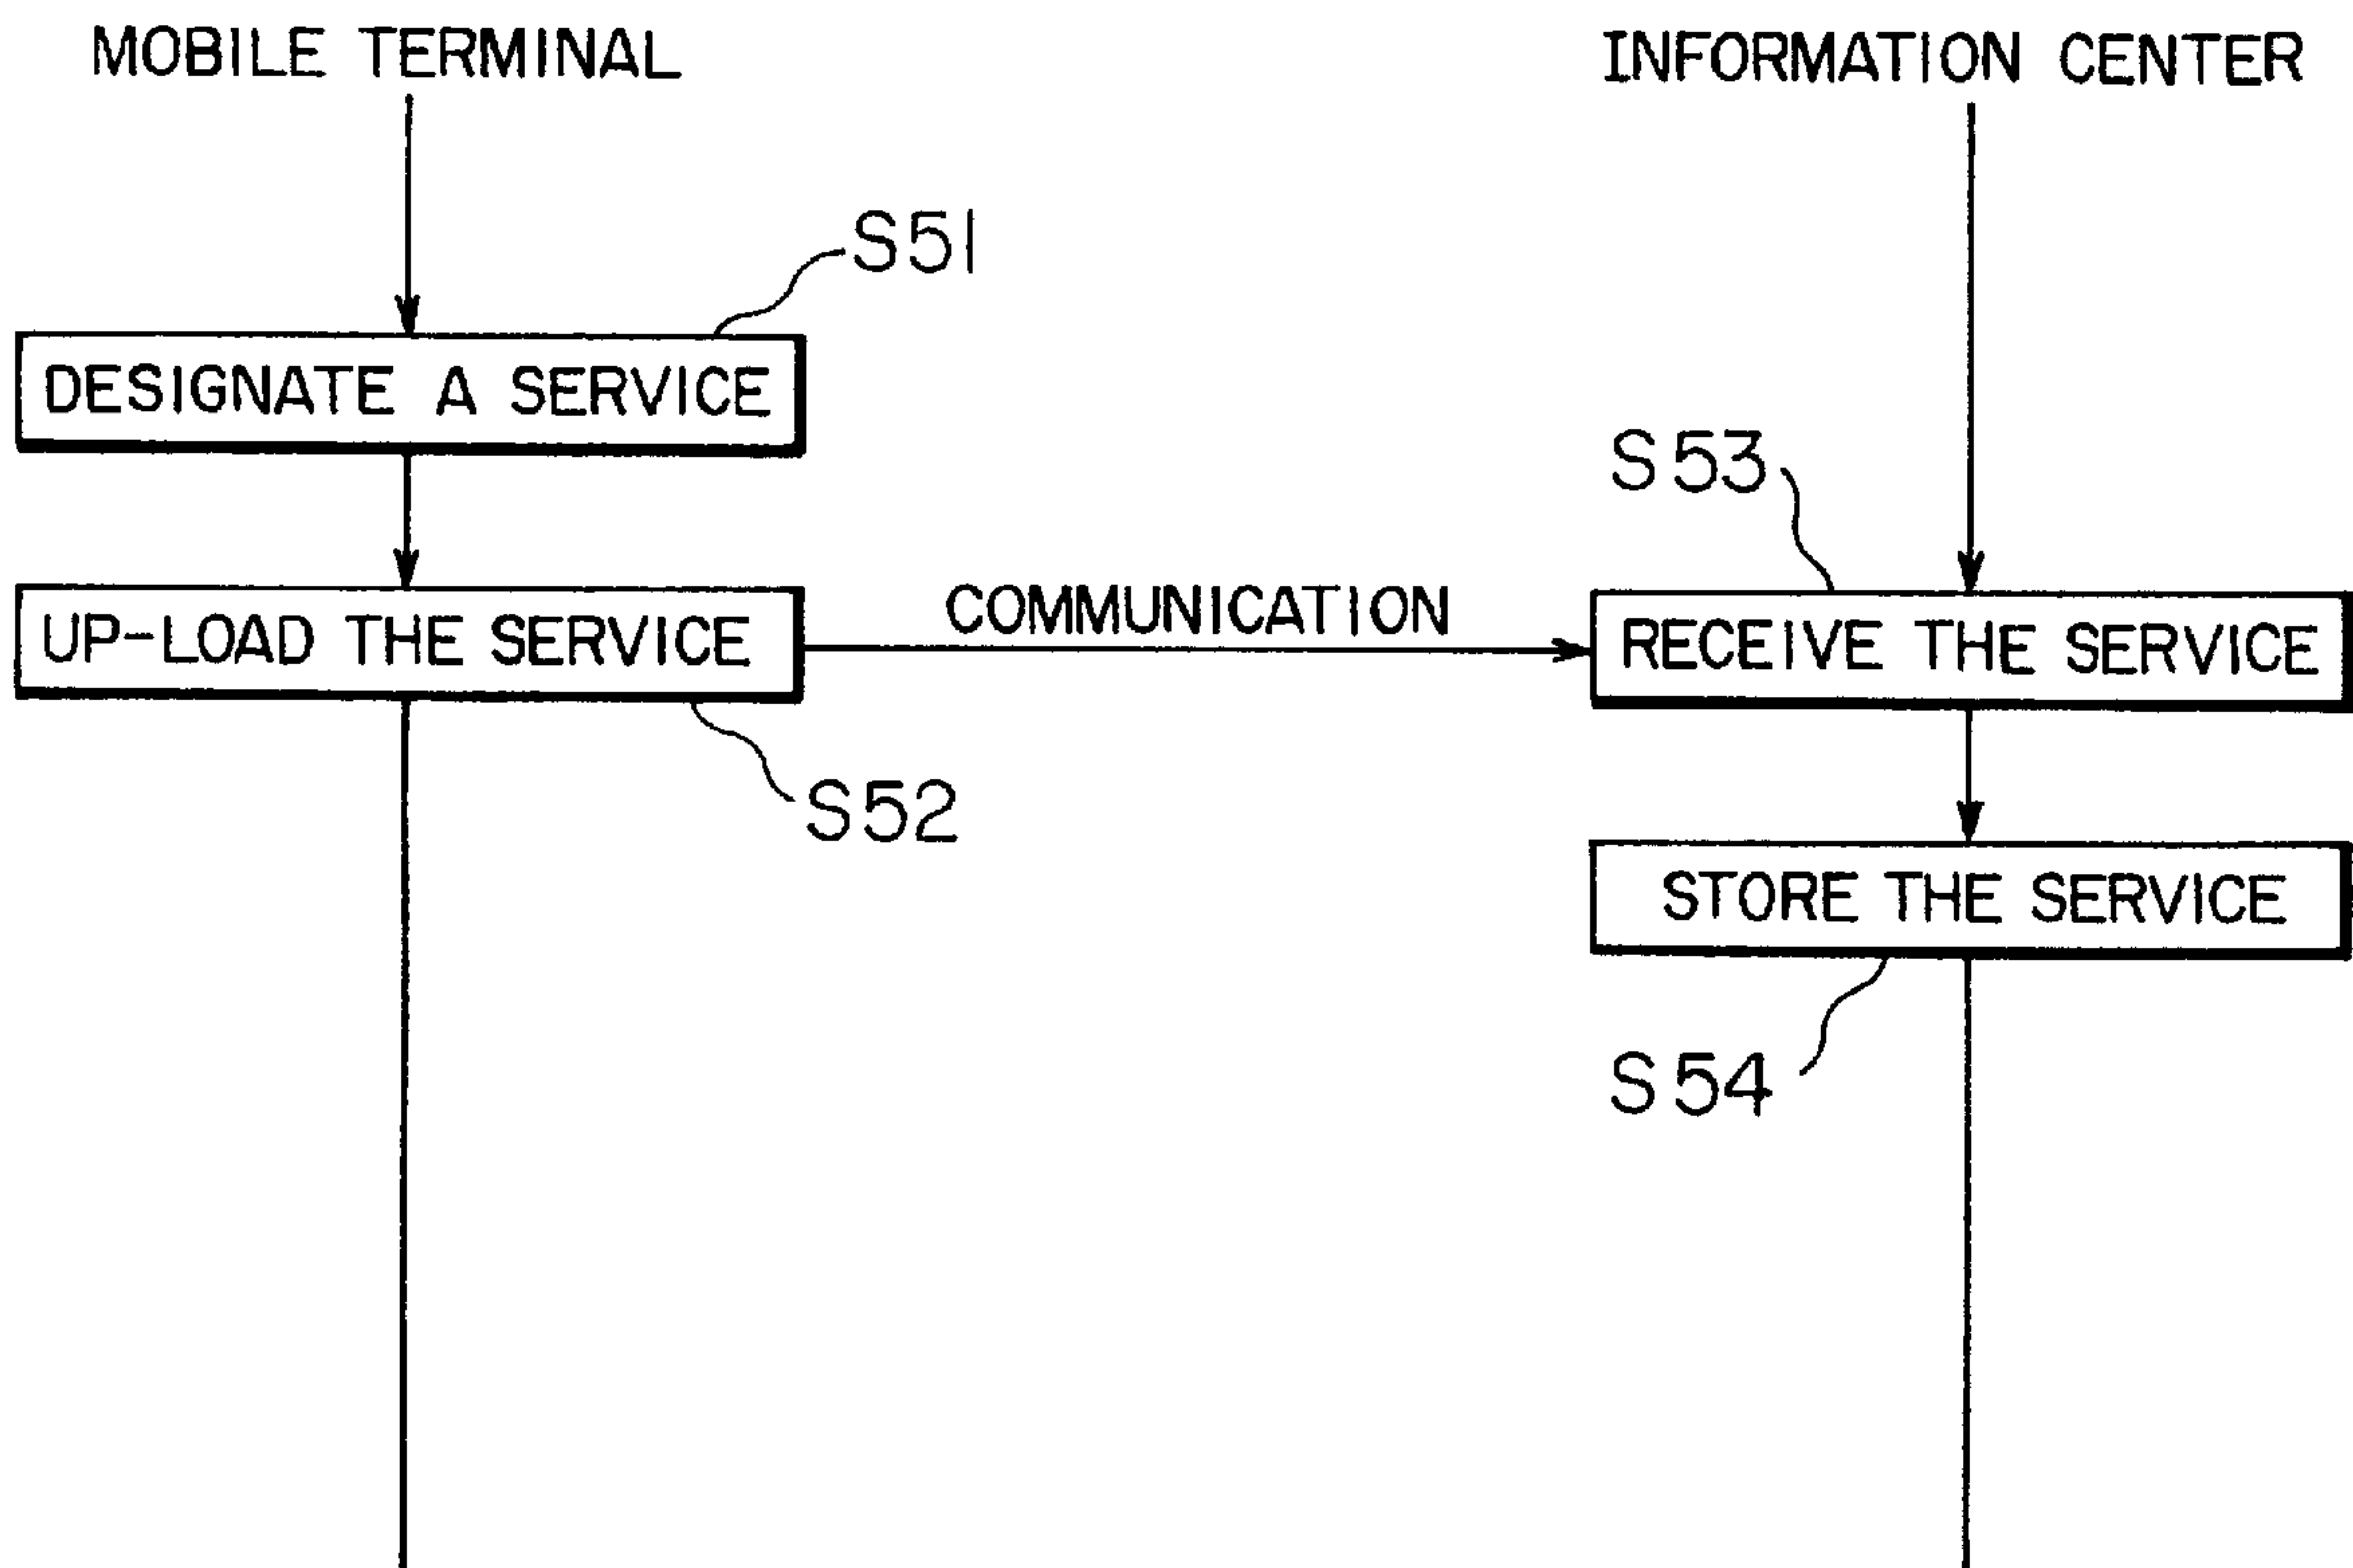 MOBILE TERMINAL
INFORMATION CENTER
S51
DESIGNATE A SERVICE
S53
UP-LOAD THE SERVICE
COMMUNICATION
RECEIVE THE SERVICE
S52
STORE THE SERVICE
S54